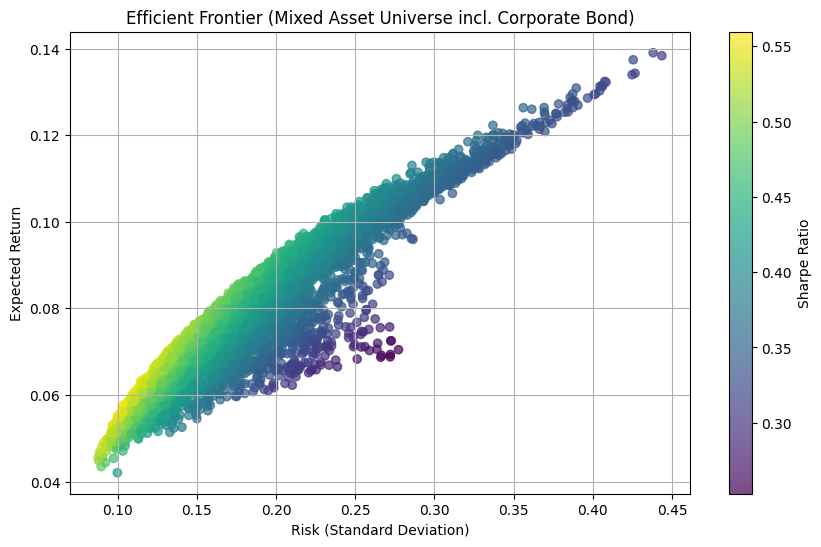 Efficient Frontier (Mixed Asset Universe incl. Corporate Bond)
0.14
0.12
0.10
0.08
0.06
0.04
Expected Return
0.10 0.15 0.20 0.25 0.30 0.35 0.40 0.45
Risk (Standard Deviation)
0.55
0.50
0.45
0.40
0.35
0.30
Sharpe Ratio